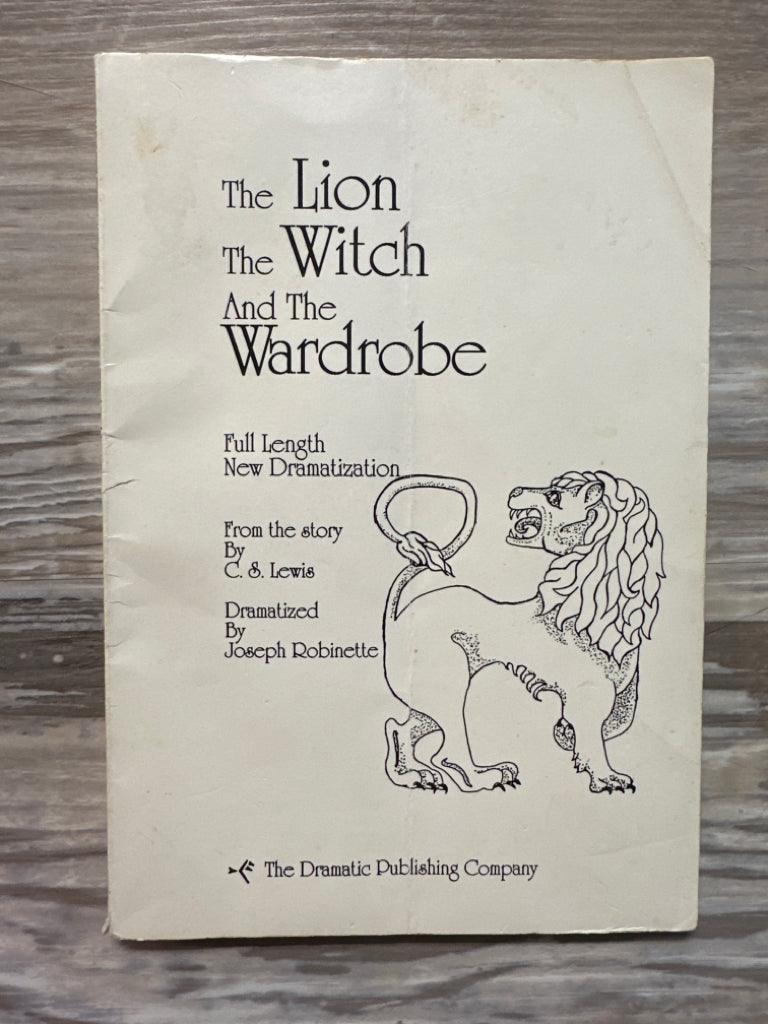 The Lion
The Witch
And The
Wardrobe
Full Length
New Dramatization
From the story
By
C. S. Lewis
Dramatized
By
Joseph Robinette
The Dramatic Publishing Company